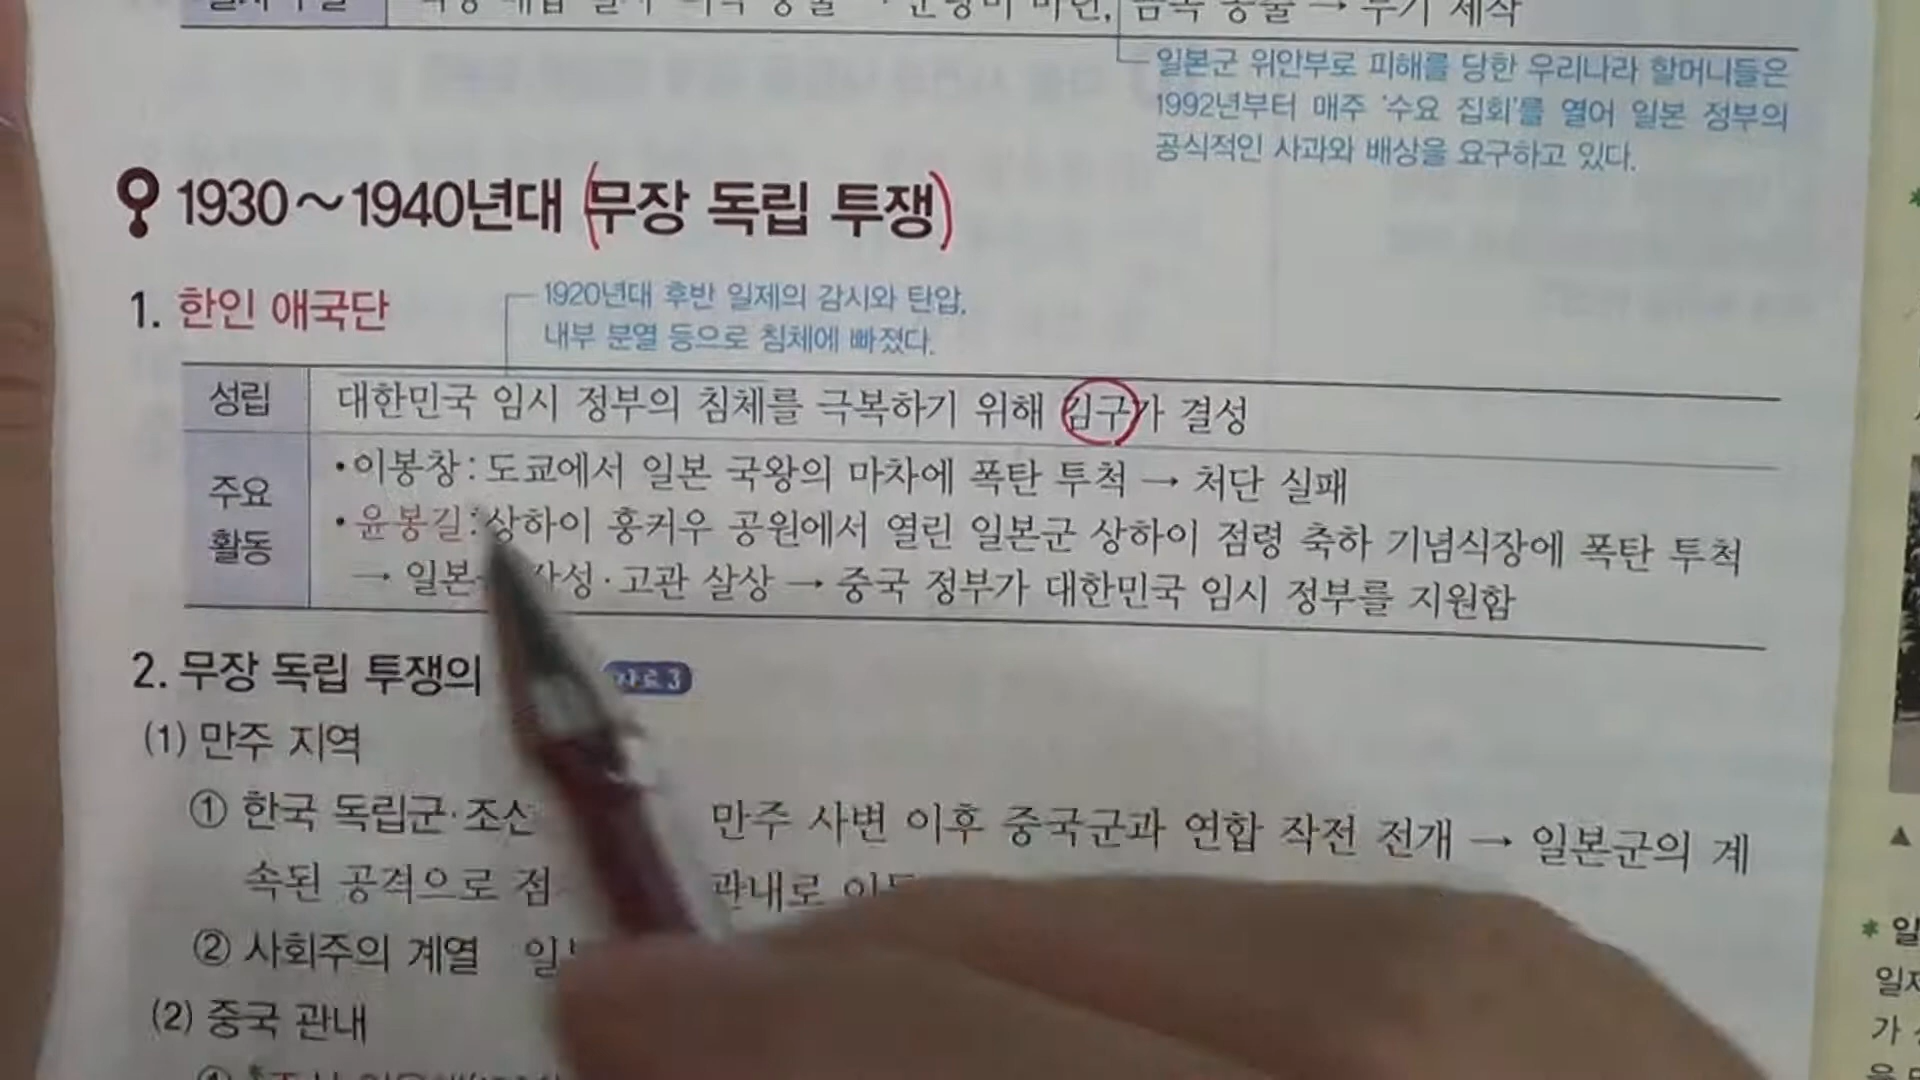 금속 공출 → 무기 제작
일본군 위안부로 피해를 당한 우리나라 할머니들은
1992년부터 매주 '수요 집회'를 열어 일본 정부의
공식적인 사과와 배상을 요구하고 있다.
1930~1940년대 (무장 독립 투쟁)
1. 한인 애국단
1920년대 후반 일제의 감시와 탄압,
내부 분열 등으로 침체에 빠졌다.
성립 대한민국 임시 정부의 침체를 극복하기 위해 김구가 결성
주요 활동
• 이봉창: 도쿄에서 일본 국왕의 마차에 폭탄 투척 → 처단 실패
• 윤봉길: 상하이 훙커우 공원에서 열린 일본군 상하이 점령 축하 기념식장에 폭탄 투척
→ 일본 · 고관 살상 → 중국 정부가 대한민국 임시 정부를 지원함
2. 무장 독립 투쟁의
(1) 만주 지역
① 한국 독립군·조선 만주 사변 이후 중국군과 연합 작전 전개 → 일본군의 계
속된 공격으로 관내로
② 사회주의 계열
(2) 중국 관내